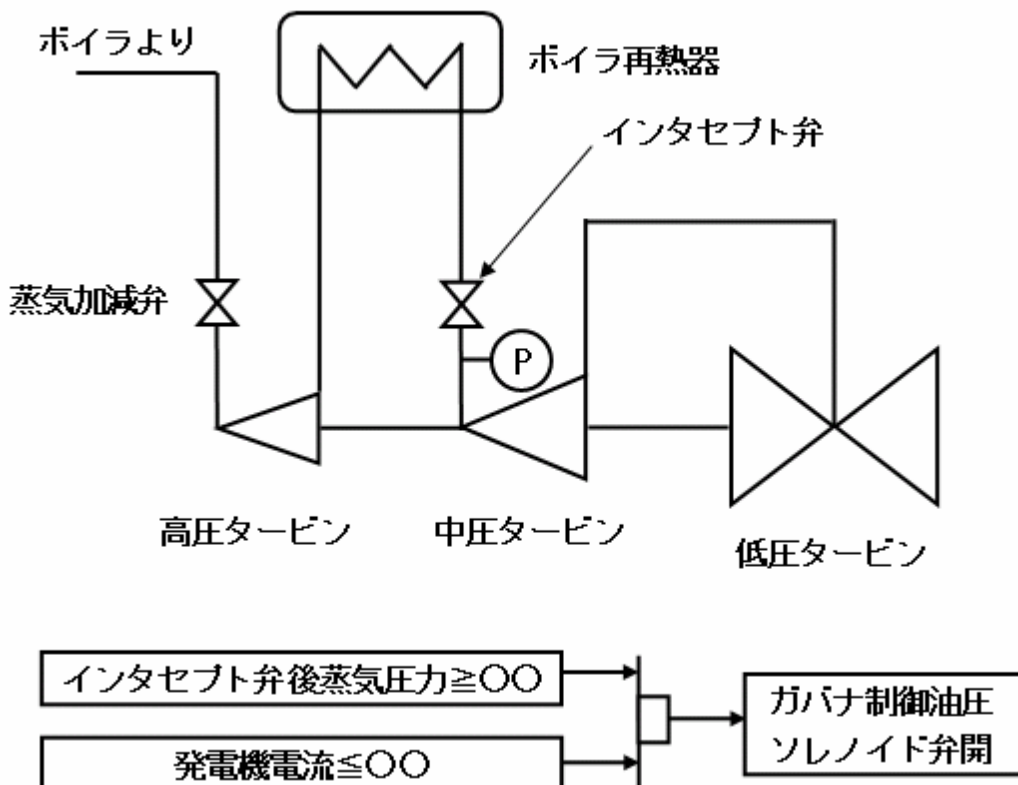 ボイラより
ボイラ再熱器
インタセプト弁
蒸気加減弁
P
高圧タービン
中圧タービン
低圧タービン
インタセプト弁後蒸気圧力≧〇〇
発電機電流≦〇〇
ガバナ制御油圧
ソレノイド弁開